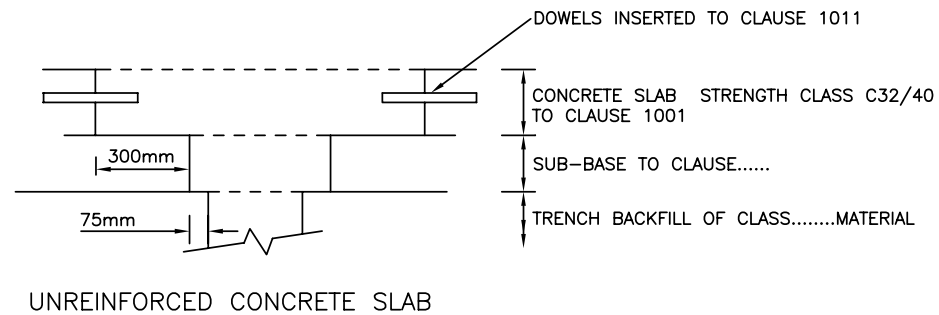 DOWELS INSERTED TO CLAUSE 1011
CONCRETE SLAB STRENGTH CLASS C32/40
TO CLAUSE 1001
300mm
SUB-BASE TO CLAUSE......
75mm
TRENCH BACKFILL OF CLASS........MATERIAL
UNREINFORCED CONCRETE SLAB